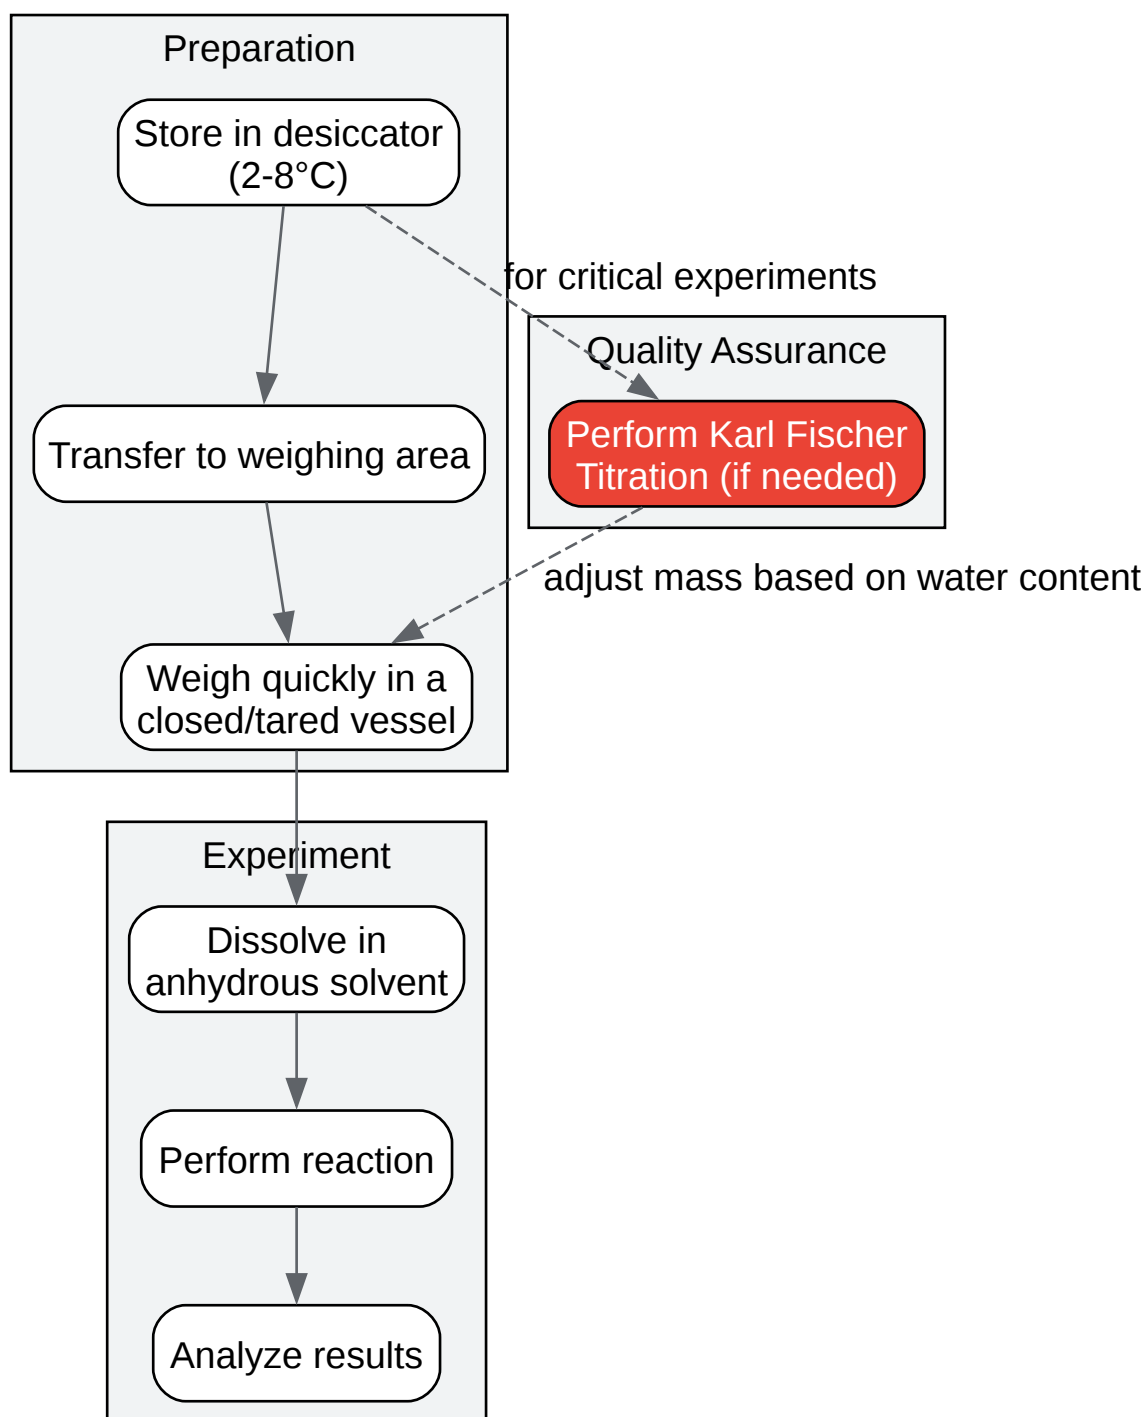 Preparation
Store in desiccator
(2-8°C)
for critical experiments
Quality Assurance
Transfer to weighing area
Perform Karl Fischer
Titration (if needed)
adjust mass based on water content
Weigh quickly in a
closed/tared vessel
Experiment
Dissolve in
anhydrous solvent
Perform reaction
Analyze results